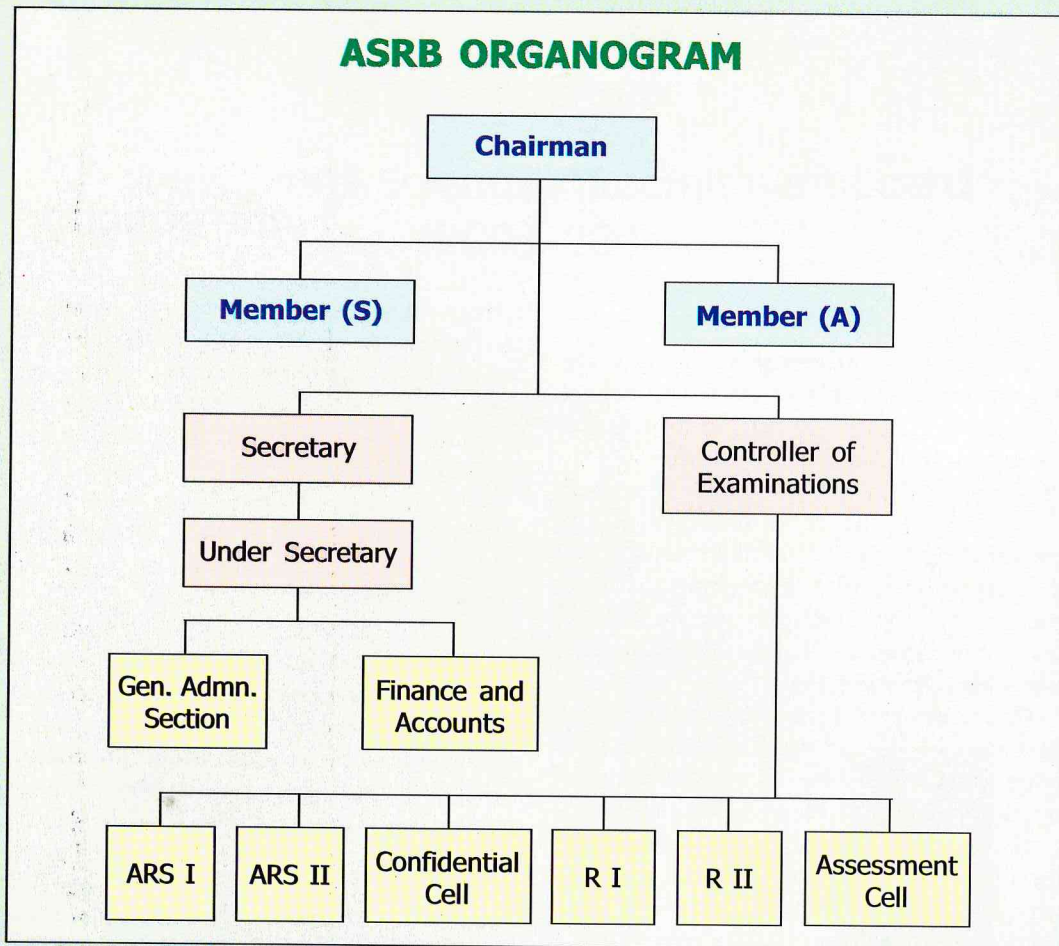 ASRB ORGANOGRAM
Chairman
Member (S)
Member (A)
Secretary
Controller of
Examinations
Under Secretary
Gen. Admn.
Section
Finance and
Accounts
ARS I
ARS II
Confidential
Cell
R I
R II
Assessment
Cell